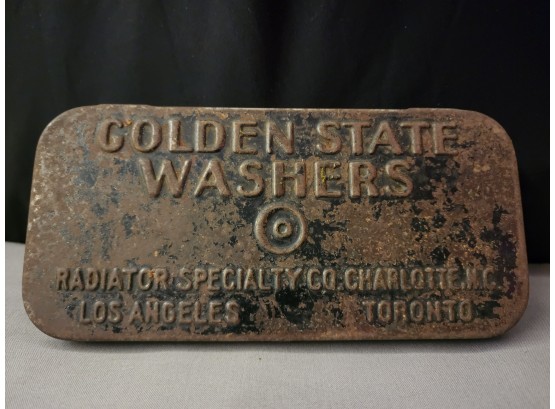 GOLDEN STATE
WASHERS
RADIATOR SPECIALTY CO. CHARLOTTE, N.C.
LOS ANGELES TORONTO